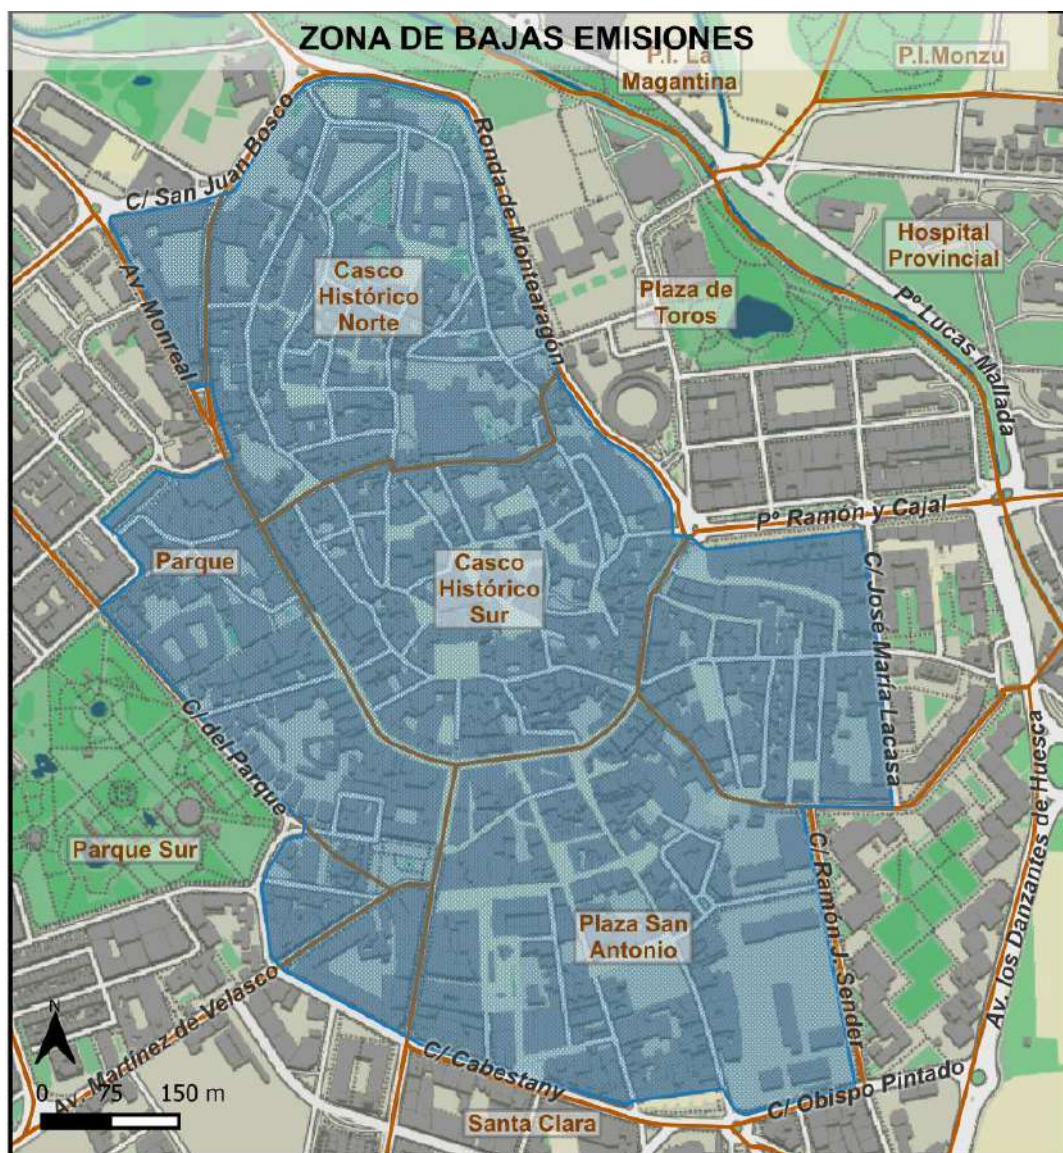 ZONA DE BAJAS EMISIONES
P.I. La
Magantina
P.I.Monzu
C/ San Juan Bosco
Ronda de Montearagón
Hospital
Provincial
Casco
Histórico
Norte
Plaza de
Toros
Av. Monreal
Pº Lucas Mallada
Pº Ramón y Cajal
Parque
Casco
Histórico
Sur
C/ José María Lacasa
C/ del Parque
Parque Sur
C/ Ramón J. Sender
Av. los Danzantes de Huesca
Plaza San
Antonio
Av. Martínez de Velasco
C/ Cabestany
C/ Obispo Pintado
Santa Clara
N
0 75 150 m